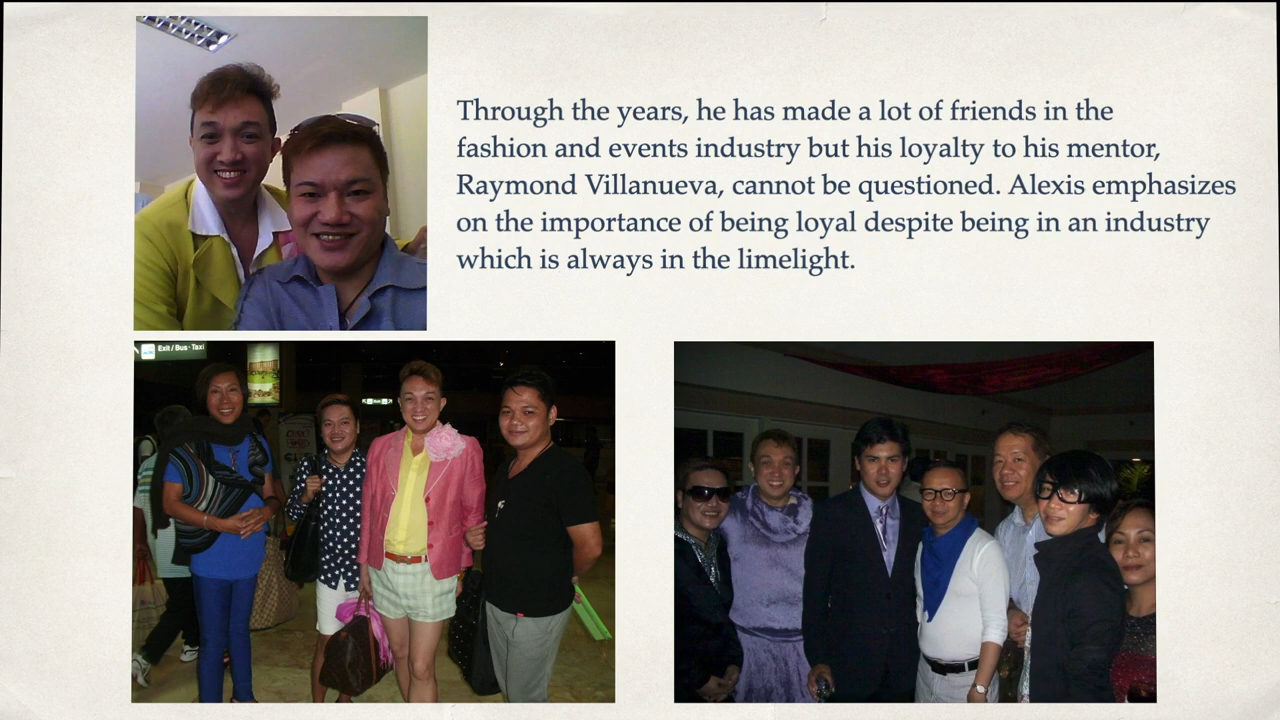 Through the years, he has made a lot of friends in the
fashion and events industry but his loyalty to his mentor,
Raymond Villanueva, cannot be questioned. Alexis emphasizes
on the importance of being loyal despite being in an industry
which is always in the limelight.
Exit / Bus - Taxi